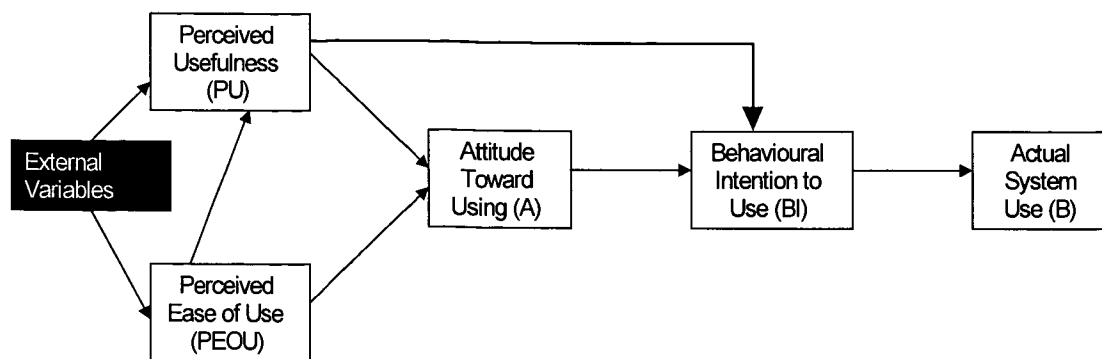 Perceived
Usefulness
(PU)
External
Variables
Perceived
Ease of Use
(PEOU)
Attitude
Toward
Using (A)
Behavioural
Intention to
Use (BI)
Actual
System
Use (B)